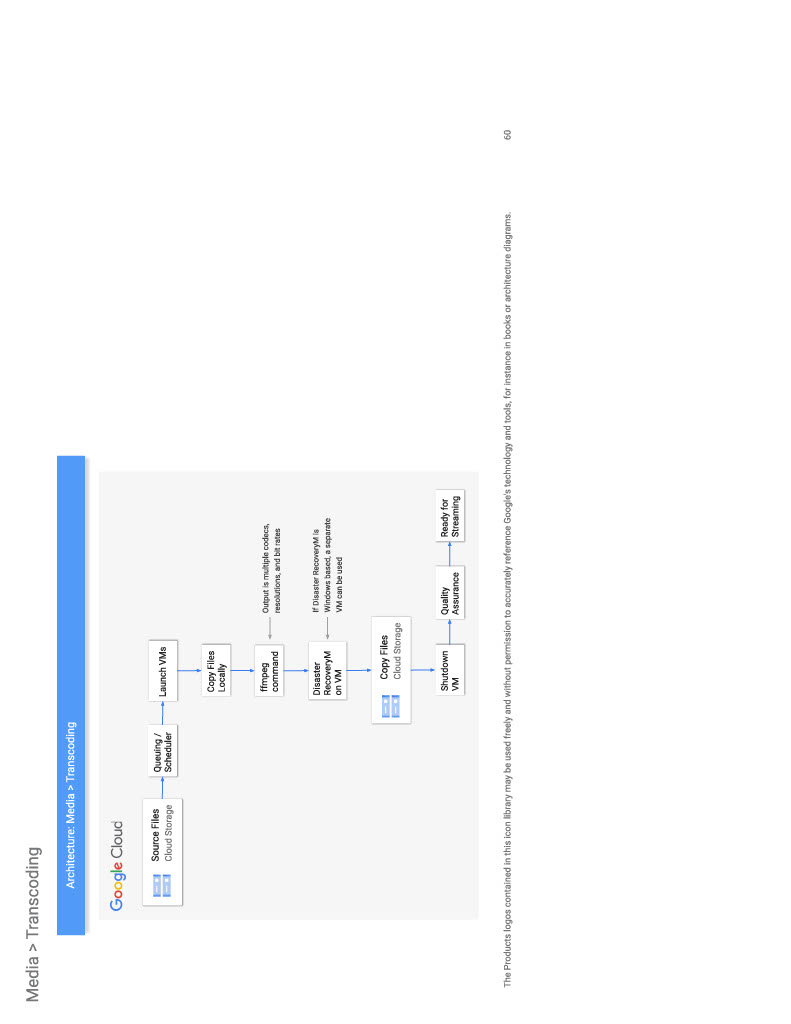 Media > Transcoding
Architecture: Media > Transcoding
Google Cloud
Source Files
Cloud Storage
Queuing /
Scheduler
Launch VMs
Copy Files
Locally
ffmpeg
command
Output is multiple codecs,
resolutions, and bit rates
Disaster
RecoveryM
on VM
If Disaster RecoveryM is
Windows based, a separate
VM can be used
Copy Files
Cloud Storage
Shutdown
VM
Quality
Assurance
Ready for
Streaming
The Products logos contained in this icon library may be used freely and without permission to accurately reference Google's technology and tools, for instance in books or architecture diagrams.
60